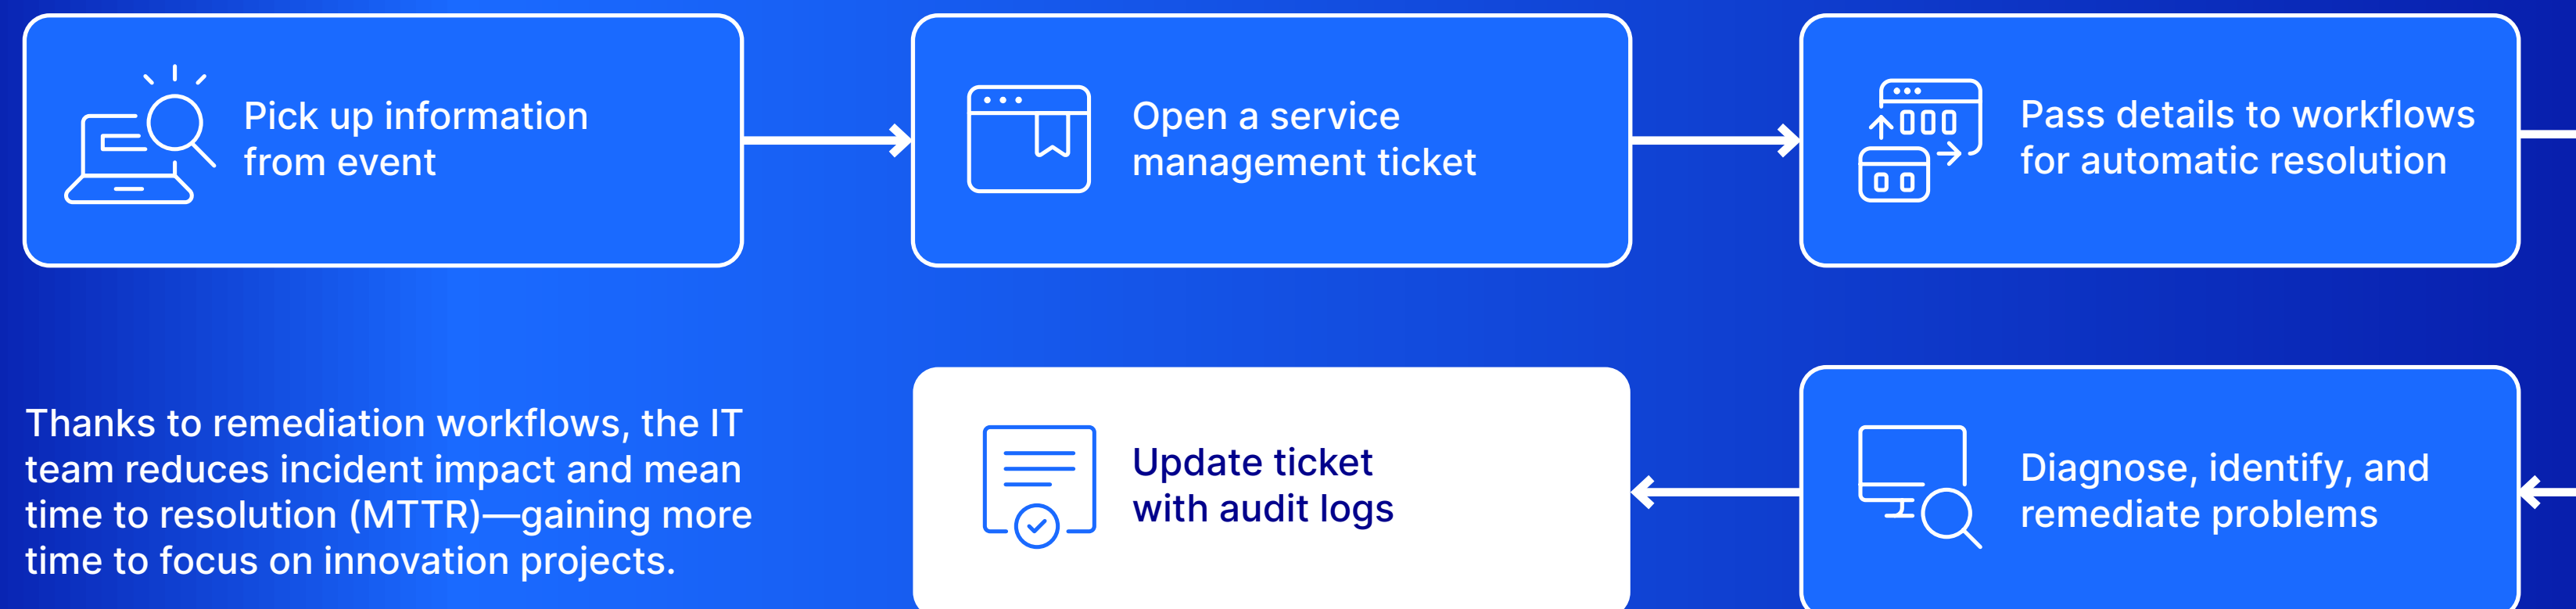 Pick up information
from event
Open a service
management ticket
Pass details to workflows
for automatic resolution
Diagnose, identify, and
remediate problems
Update ticket
with audit logs
Thanks to remediation workflows, the IT
team reduces incident impact and mean
time to resolution (MTTR)—gaining more
time to focus on innovation projects.